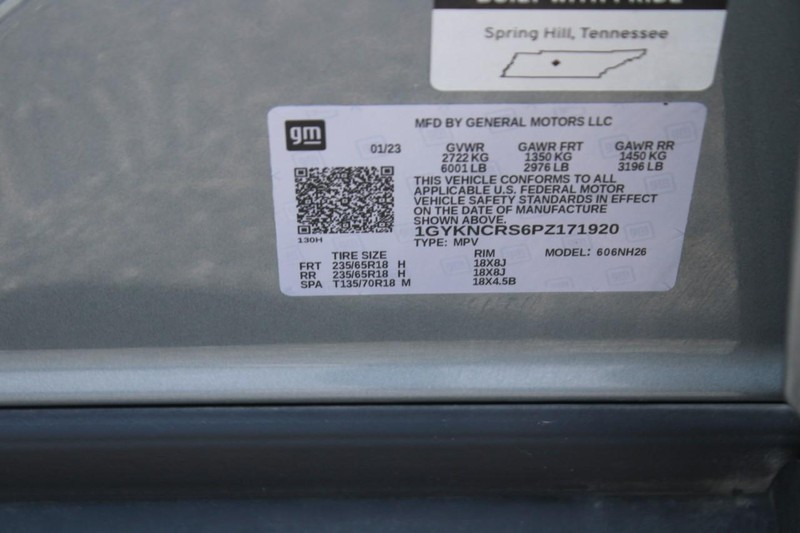 BUILT WITH PRIDE
Spring Hill, Tennessee
gm
MFD BY GENERAL MOTORS LLC
01/23 GVWR GAWR FRT GAWR RR
2722 KG 1350 KG 1450 KG
6001 LB 2976 LB 3196 LB
THIS VEHICLE CONFORMS TO ALL
APPLICABLE U.S. FEDERAL MOTOR
VEHICLE SAFETY STANDARDS IN EFFECT
ON THE DATE OF MANUFACTURE
SHOWN ABOVE.
1GYKNCRS6PZ171920
130H
TYPE: MPV
TIRE SIZE RIM MODEL: 606NH26
FRT 235/65R18 H 18X8J
RR 235/65R18 H 18X8J
SPA T135/70R18 M 18X4.5B